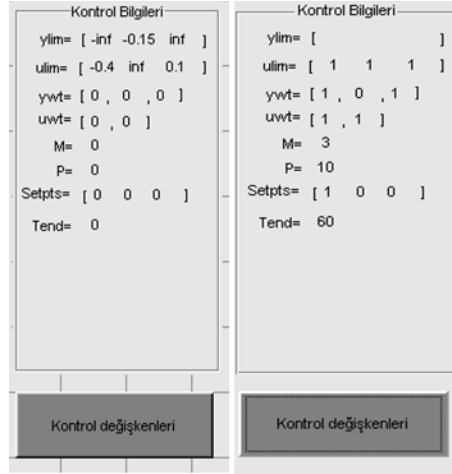 Kontrol Bilgileri
ylim= [ -inf -0.15 inf ]
ulim= [ -0.4 inf 0.1 ]
ywt= [ 0 , 0 , 0 ]
uwt= [ 0 , 0 ]
M= 0
P= 0
Setpts= [ 0 0 0 ]
Tend= 0
Kontrol değişkenleri
Kontrol Bilgileri
ylim= [ ]
ulim= [ 1 1 1 ]
ywt= [ 1 , 0 , 1 ]
uwt= [ 1 , 1 ]
M= 3
P= 10
Setpts= [ 1 0 0 ]
Tend= 60
Kontrol değişkenleri